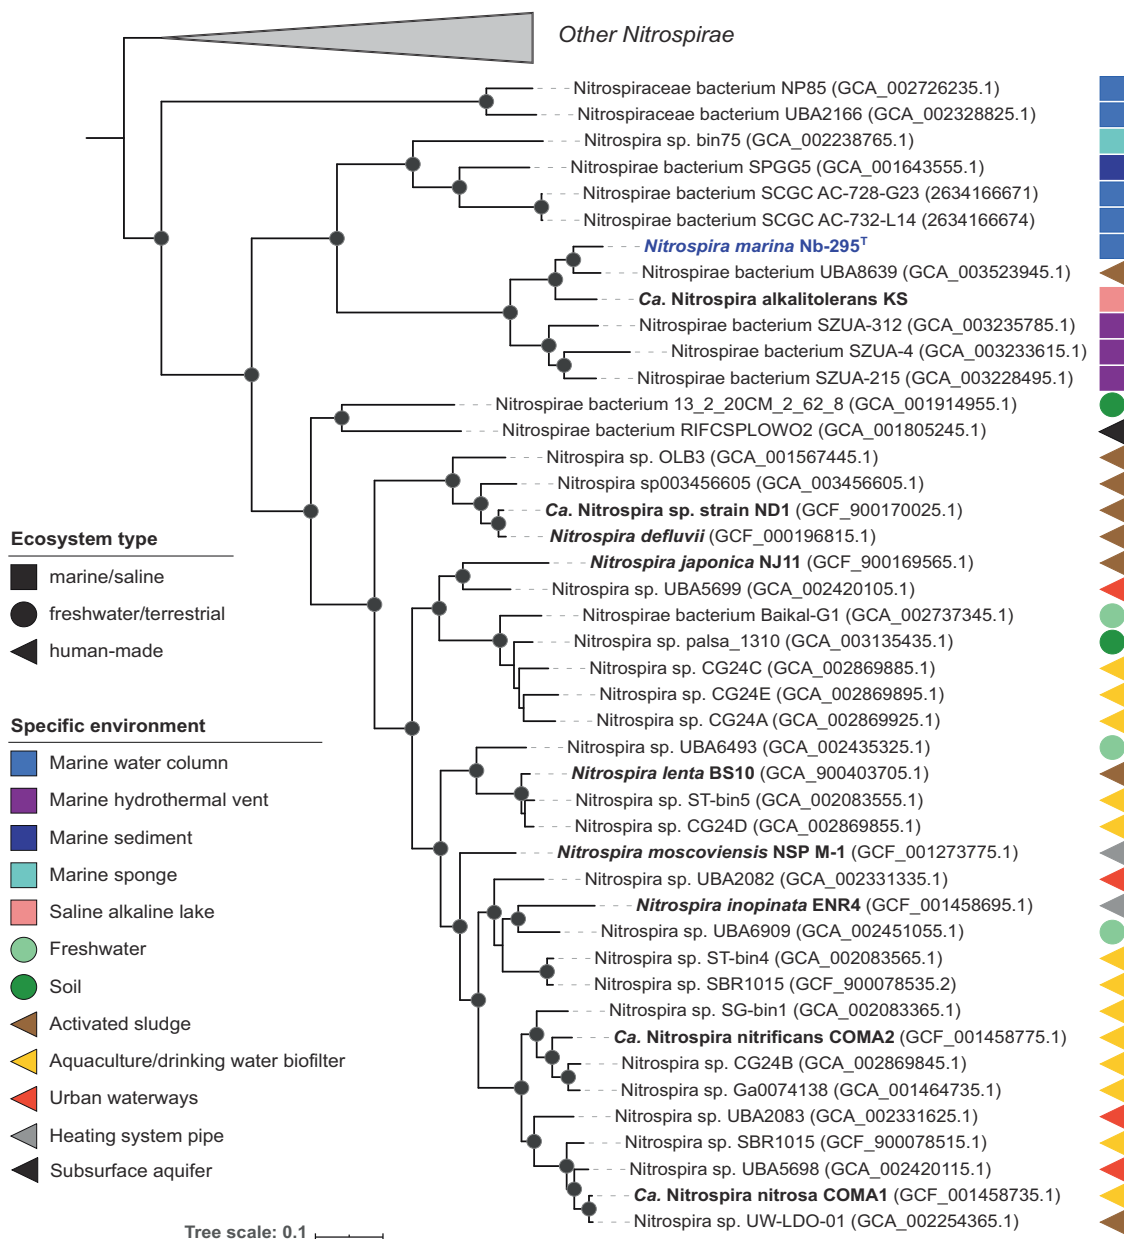 Other Nitrospirae
Nitrospiraceae bacterium NP85 (GCA_002726235.1)
Nitrospiraceae bacterium UBA2166 (GCA_002328825.1)
Nitrospira sp. bin75 (GCA_002238765.1)
Nitrospirae bacterium SPGG5 (GCA_001643555.1)
Nitrospirae bacterium SCGC AC-728-G23 (2634166671)
Nitrospirae bacterium SCGC AC-732-L14 (2634166674)
Nitrospira marina Nb-295ᵀ
Nitrospirae bacterium UBA8639 (GCA_003523945.1)
Ca. Nitrospira alkalitolerans KS
Nitrospirae bacterium SZUA-312 (GCA_003235785.1)
Nitrospirae bacterium SZUA-4 (GCA_003233615.1)
Nitrospirae bacterium SZUA-215 (GCA_003228495.1)
Nitrospirae bacterium 13_2_20CM_2_62_8 (GCA_001914955.1)
Nitrospirae bacterium RIFCSPLOWO2 (GCA_001805245.1)
Nitrospira sp. OLB3 (GCA_001567445.1)
Nitrospira sp003456605 (GCA_003456605.1)
Ca. Nitrospira sp. strain ND1 (GCF_900170025.1)
Nitrospira defluvii (GCF_000196815.1)
Nitrospira japonica NJ11 (GCF_900169565.1)
Nitrospira sp. UBA5699 (GCA_002420105.1)
Nitrospirae bacterium Baikal-G1 (GCA_002737345.1)
Nitrospira sp. palsa_1310 (GCA_003135435.1)
Nitrospira sp. CG24C (GCA_002869885.1)
Nitrospira sp. CG24E (GCA_002869895.1)
Nitrospira sp. CG24A (GCA_002869925.1)
Nitrospira sp. UBA6493 (GCA_002435325.1)
Nitrospira lenta BS10 (GCA_900403705.1)
Nitrospira sp. ST-bin5 (GCA_002083555.1)
Nitrospira sp. CG24D (GCA_002869855.1)
Nitrospira moscoviensis NSP M-1 (GCF_001273775.1)
Nitrospira sp. UBA2082 (GCA_002331335.1)
Nitrospira inopinata ENR4 (GCF_001458695.1)
Nitrospira sp. UBA6909 (GCA_002451055.1)
Nitrospira sp. ST-bin4 (GCA_002083565.1)
Nitrospira sp. SBR1015 (GCF_900078535.2)
Nitrospira sp. SG-bin1 (GCA_002083365.1)
Ca. Nitrospira nitrificans COMA2 (GCF_001458775.1)
Nitrospira sp. CG24B (GCA_002869845.1)
Nitrospira sp. Ga0074138 (GCA_001464735.1)
Nitrospira sp. UBA2083 (GCA_002331625.1)
Nitrospira sp. SBR1015 (GCF_900078515.1)
Nitrospira sp. UBA5698 (GCA_002420115.1)
Ca. Nitrospira nitrosa COMA1 (GCF_001458735.1)
Nitrospira sp. UW-LDO-01 (GCA_002254365.1)
Ecosystem type
marine/saline
freshwater/terrestrial
human-made
Specific environment
Marine water column
Marine hydrothermal vent
Marine sediment
Marine sponge
Saline alkaline lake
Freshwater
Soil
Activated sludge
Aquaculture/drinking water biofilter
Urban waterways
Heating system pipe
Subsurface aquifer
Tree scale: 0.1